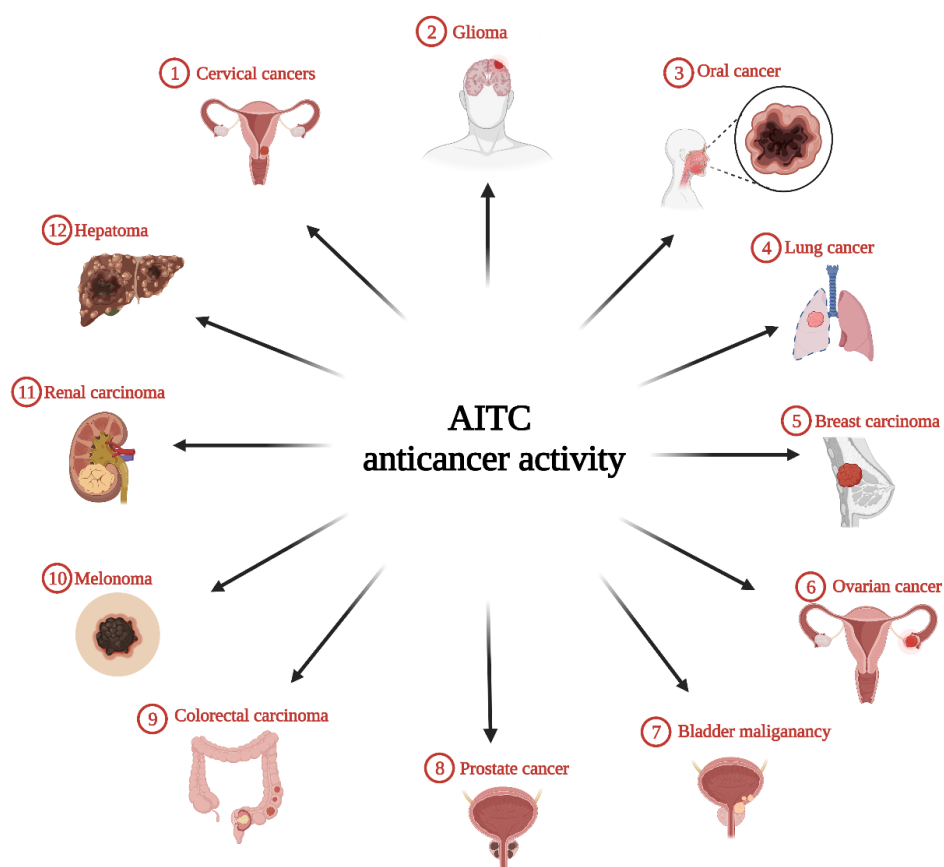 AITC
anticancer activity
1 Cervical cancers
2 Glioma
3 Oral cancer
4 Lung cancer
5 Breast carcinoma
6 Ovarian cancer
7 Bladder maliganancy
8 Prostate cancer
9 Colorectal carcinoma
10 Melonoma
11 Renal carcinoma
12 Hepatoma